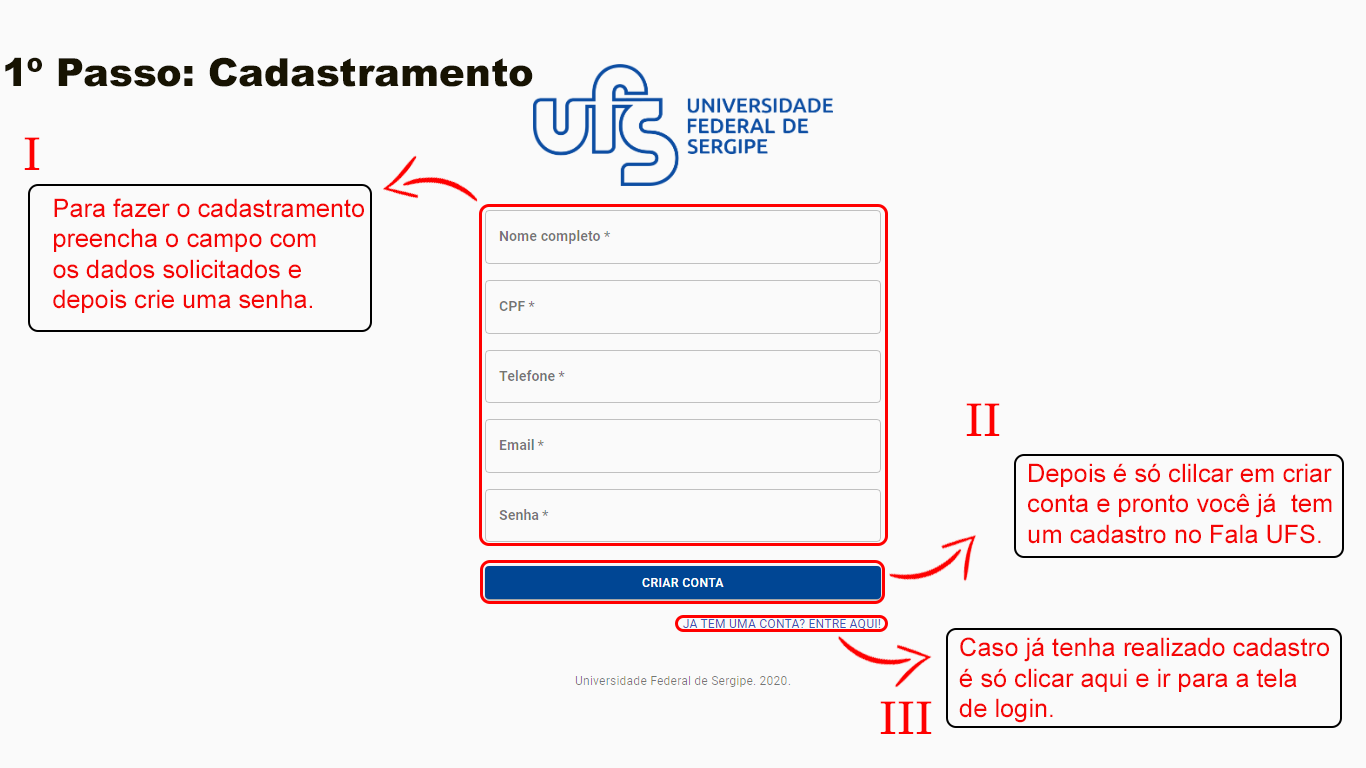 1º Passo: Cadastramento
ufs
UNIVERSIDADE
FEDERAL DE
SERGIPE
I
Para fazer o cadastramento
preencha o campo com
os dados solicitados e
depois crie uma senha.
Nome completo *
CPF *
Telefone *
Email *
Senha *
II
Depois é só clilcar em criar
conta e pronto você já  tem
um cadastro no Fala UFS.
CRIAR CONTA
JA TEM UMA CONTA? ENTRE AQUI!
III
Caso já tenha realizado cadastro
é só clicar aqui e ir para a tela
de login.
Universidade Federal de Sergipe. 2020.